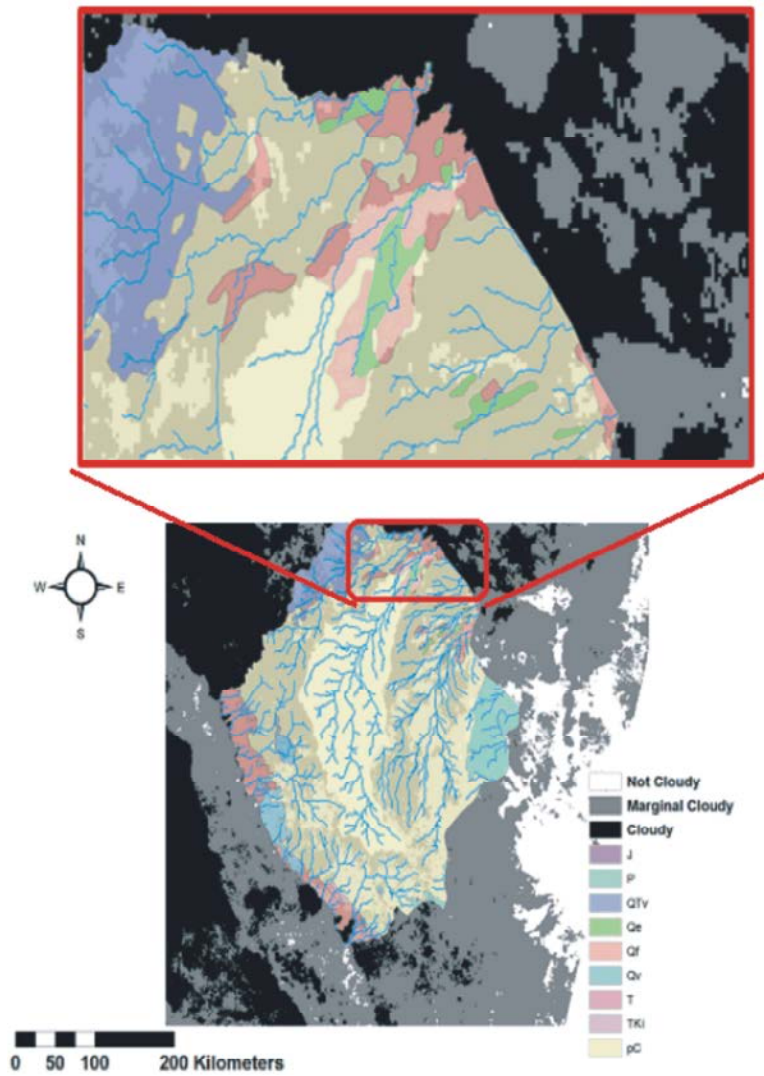 N
W E
S
Not Cloudy
Marginal Cloudy
Cloudy
J
P
QTv
Qe
Qf
Qv
T
TKi
pC
0 50 100 200 Kilometers